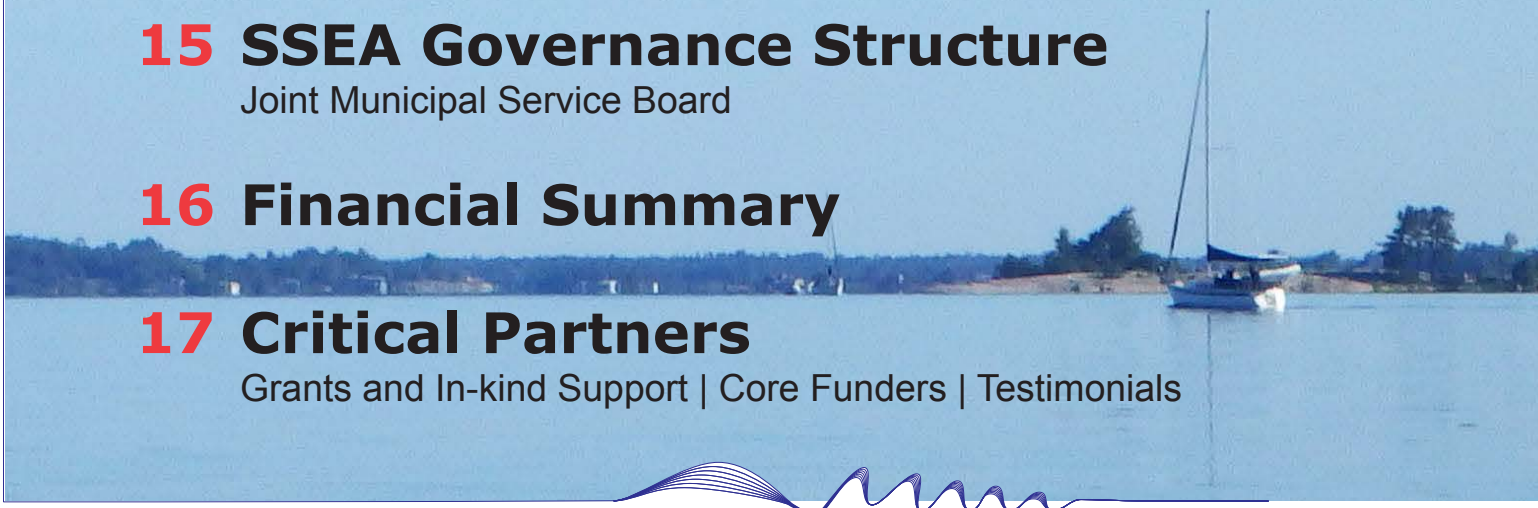 15 SSEA Governance Structure
Joint Municipal Service Board
16 Financial Summary
17 Critical Partners
Grants and In-kind Support | Core Funders | Testimonials